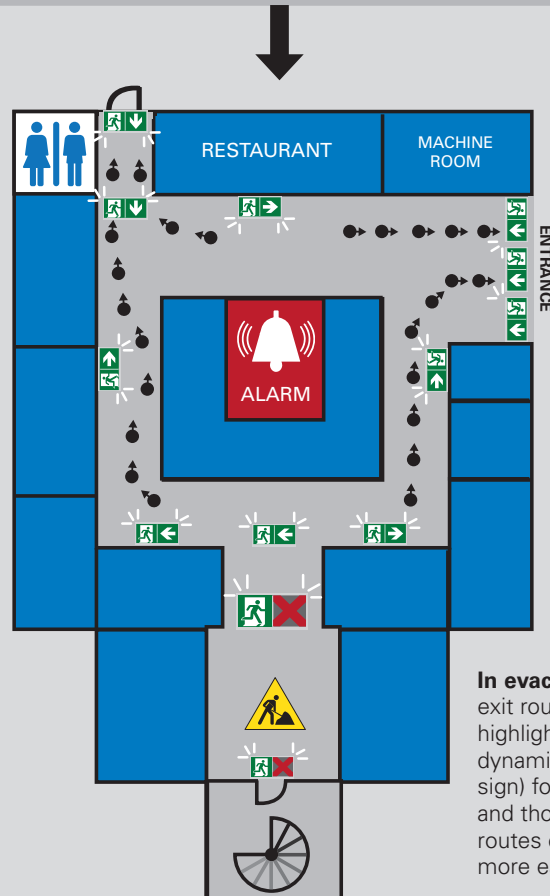 RESTAURANT
MACHINE
ROOM
ENTRANCE
ALARM
In evac
exit rou
highligh
dynami
sign) fo
and tho
routes
more e